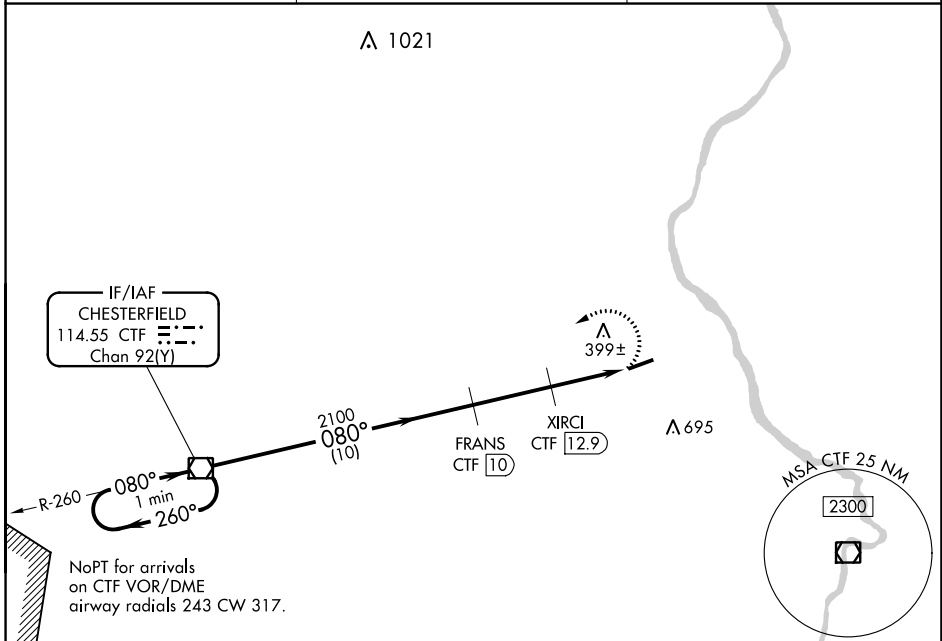 1021
IF/IAF
CHESTERFIELD
114.55 CTF
Chan 92(Y)
399±
2100
080°
(10)
FRANS
CTF 10
XIRCI
CTF 12.9
695
R-260
080°
1 min
260°
MSA CTF 25 NM
2300
NoPT for arrivals
on CTF VOR/DME
airway radials 243 CW 317.